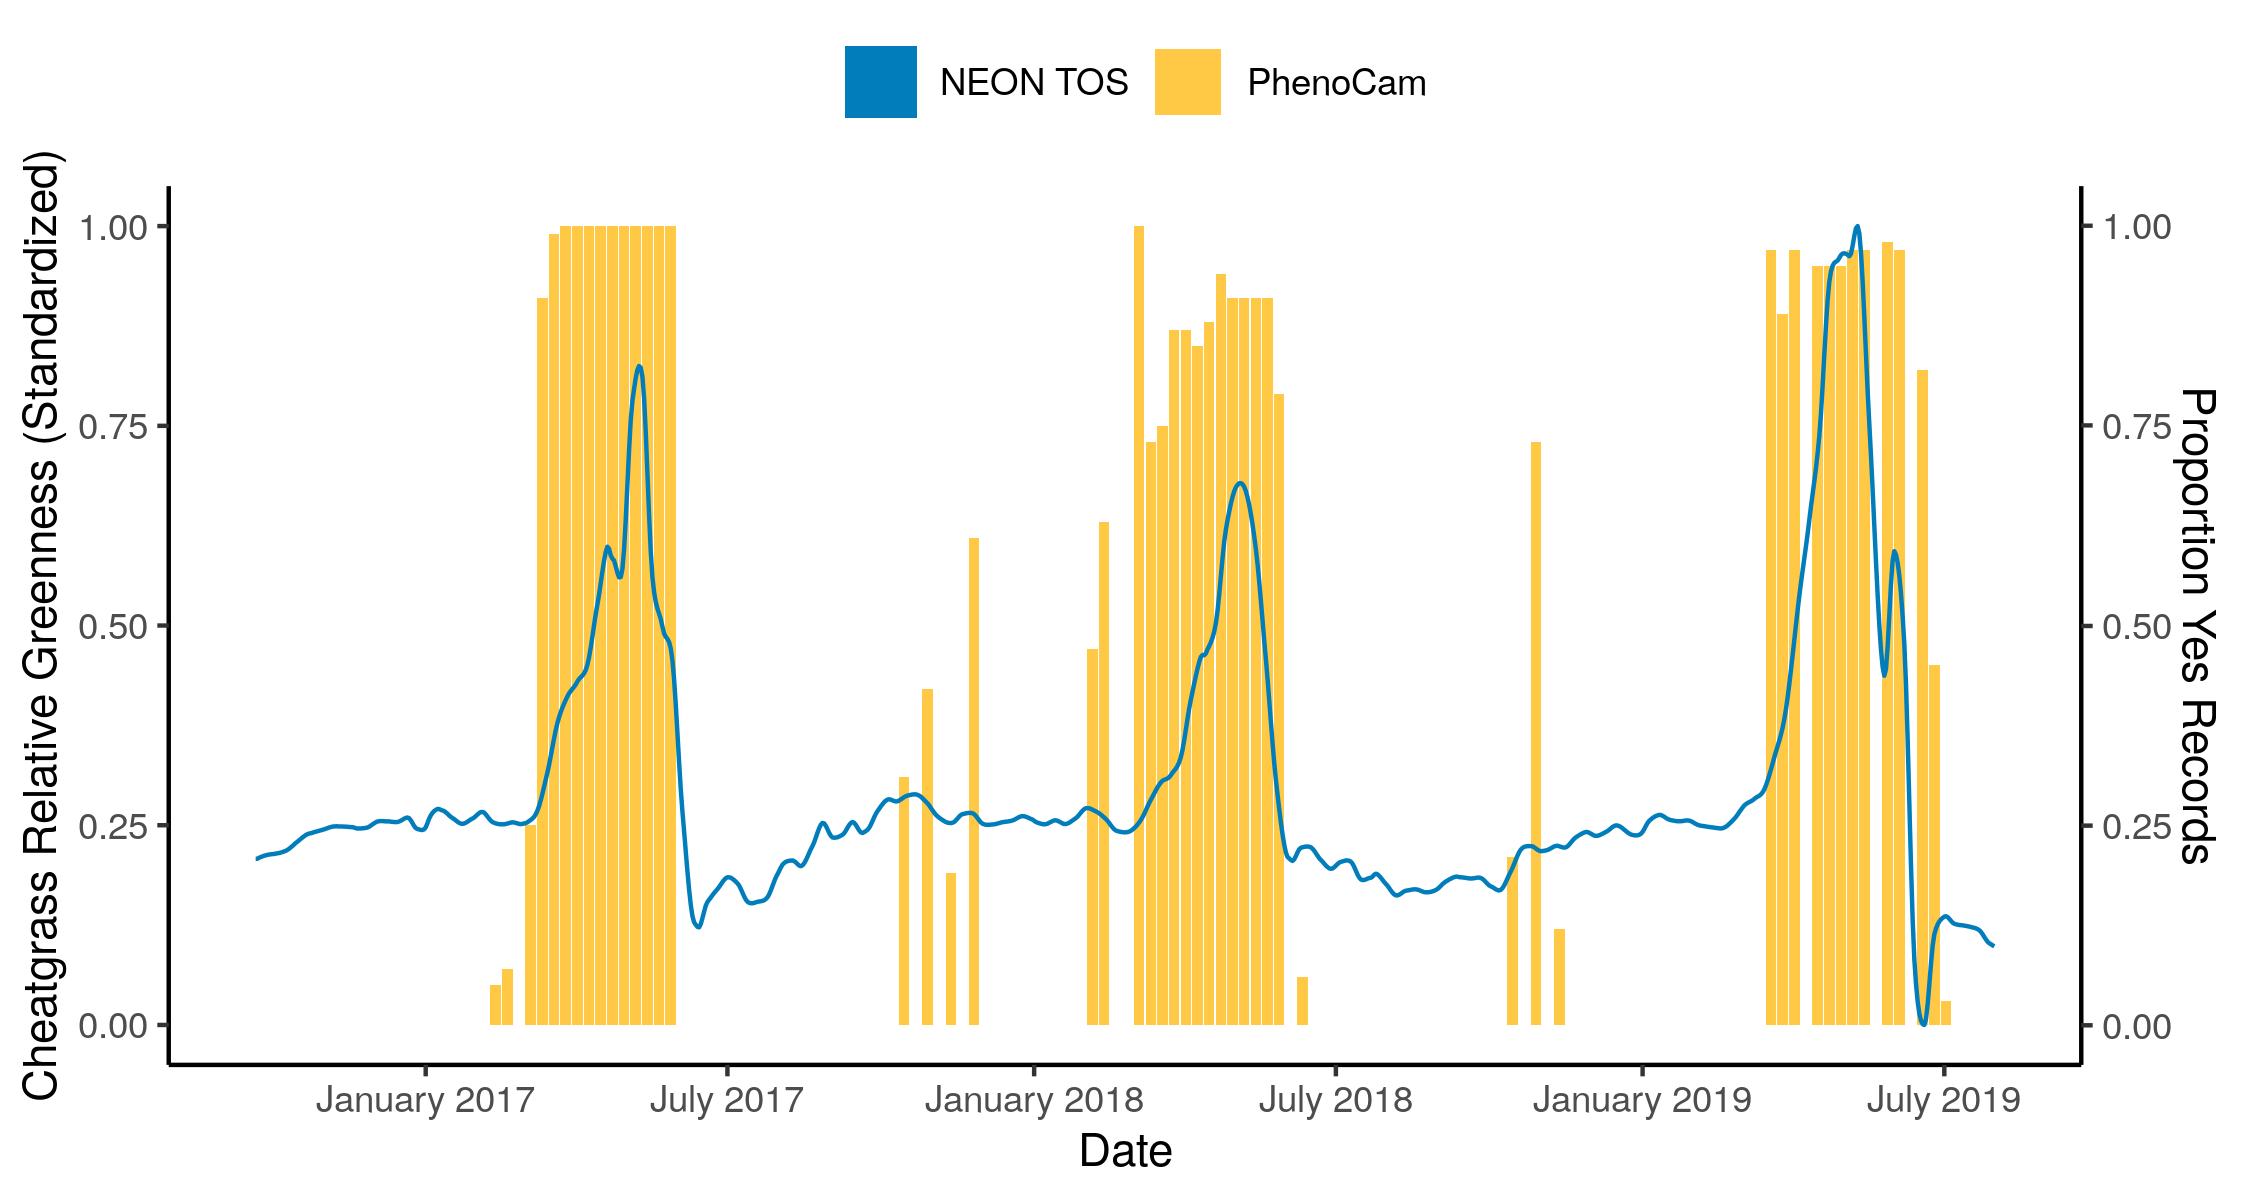 NEON TOS PhenoCam
Cheatgrass Relative Greenness (Standardized)
1.00
0.75
0.50
0.25
0.00
1.00
0.75
0.50
0.25
0.00
Proportion Yes Records
January 2017 July 2017 January 2018 July 2018 January 2019 July 2019
Date